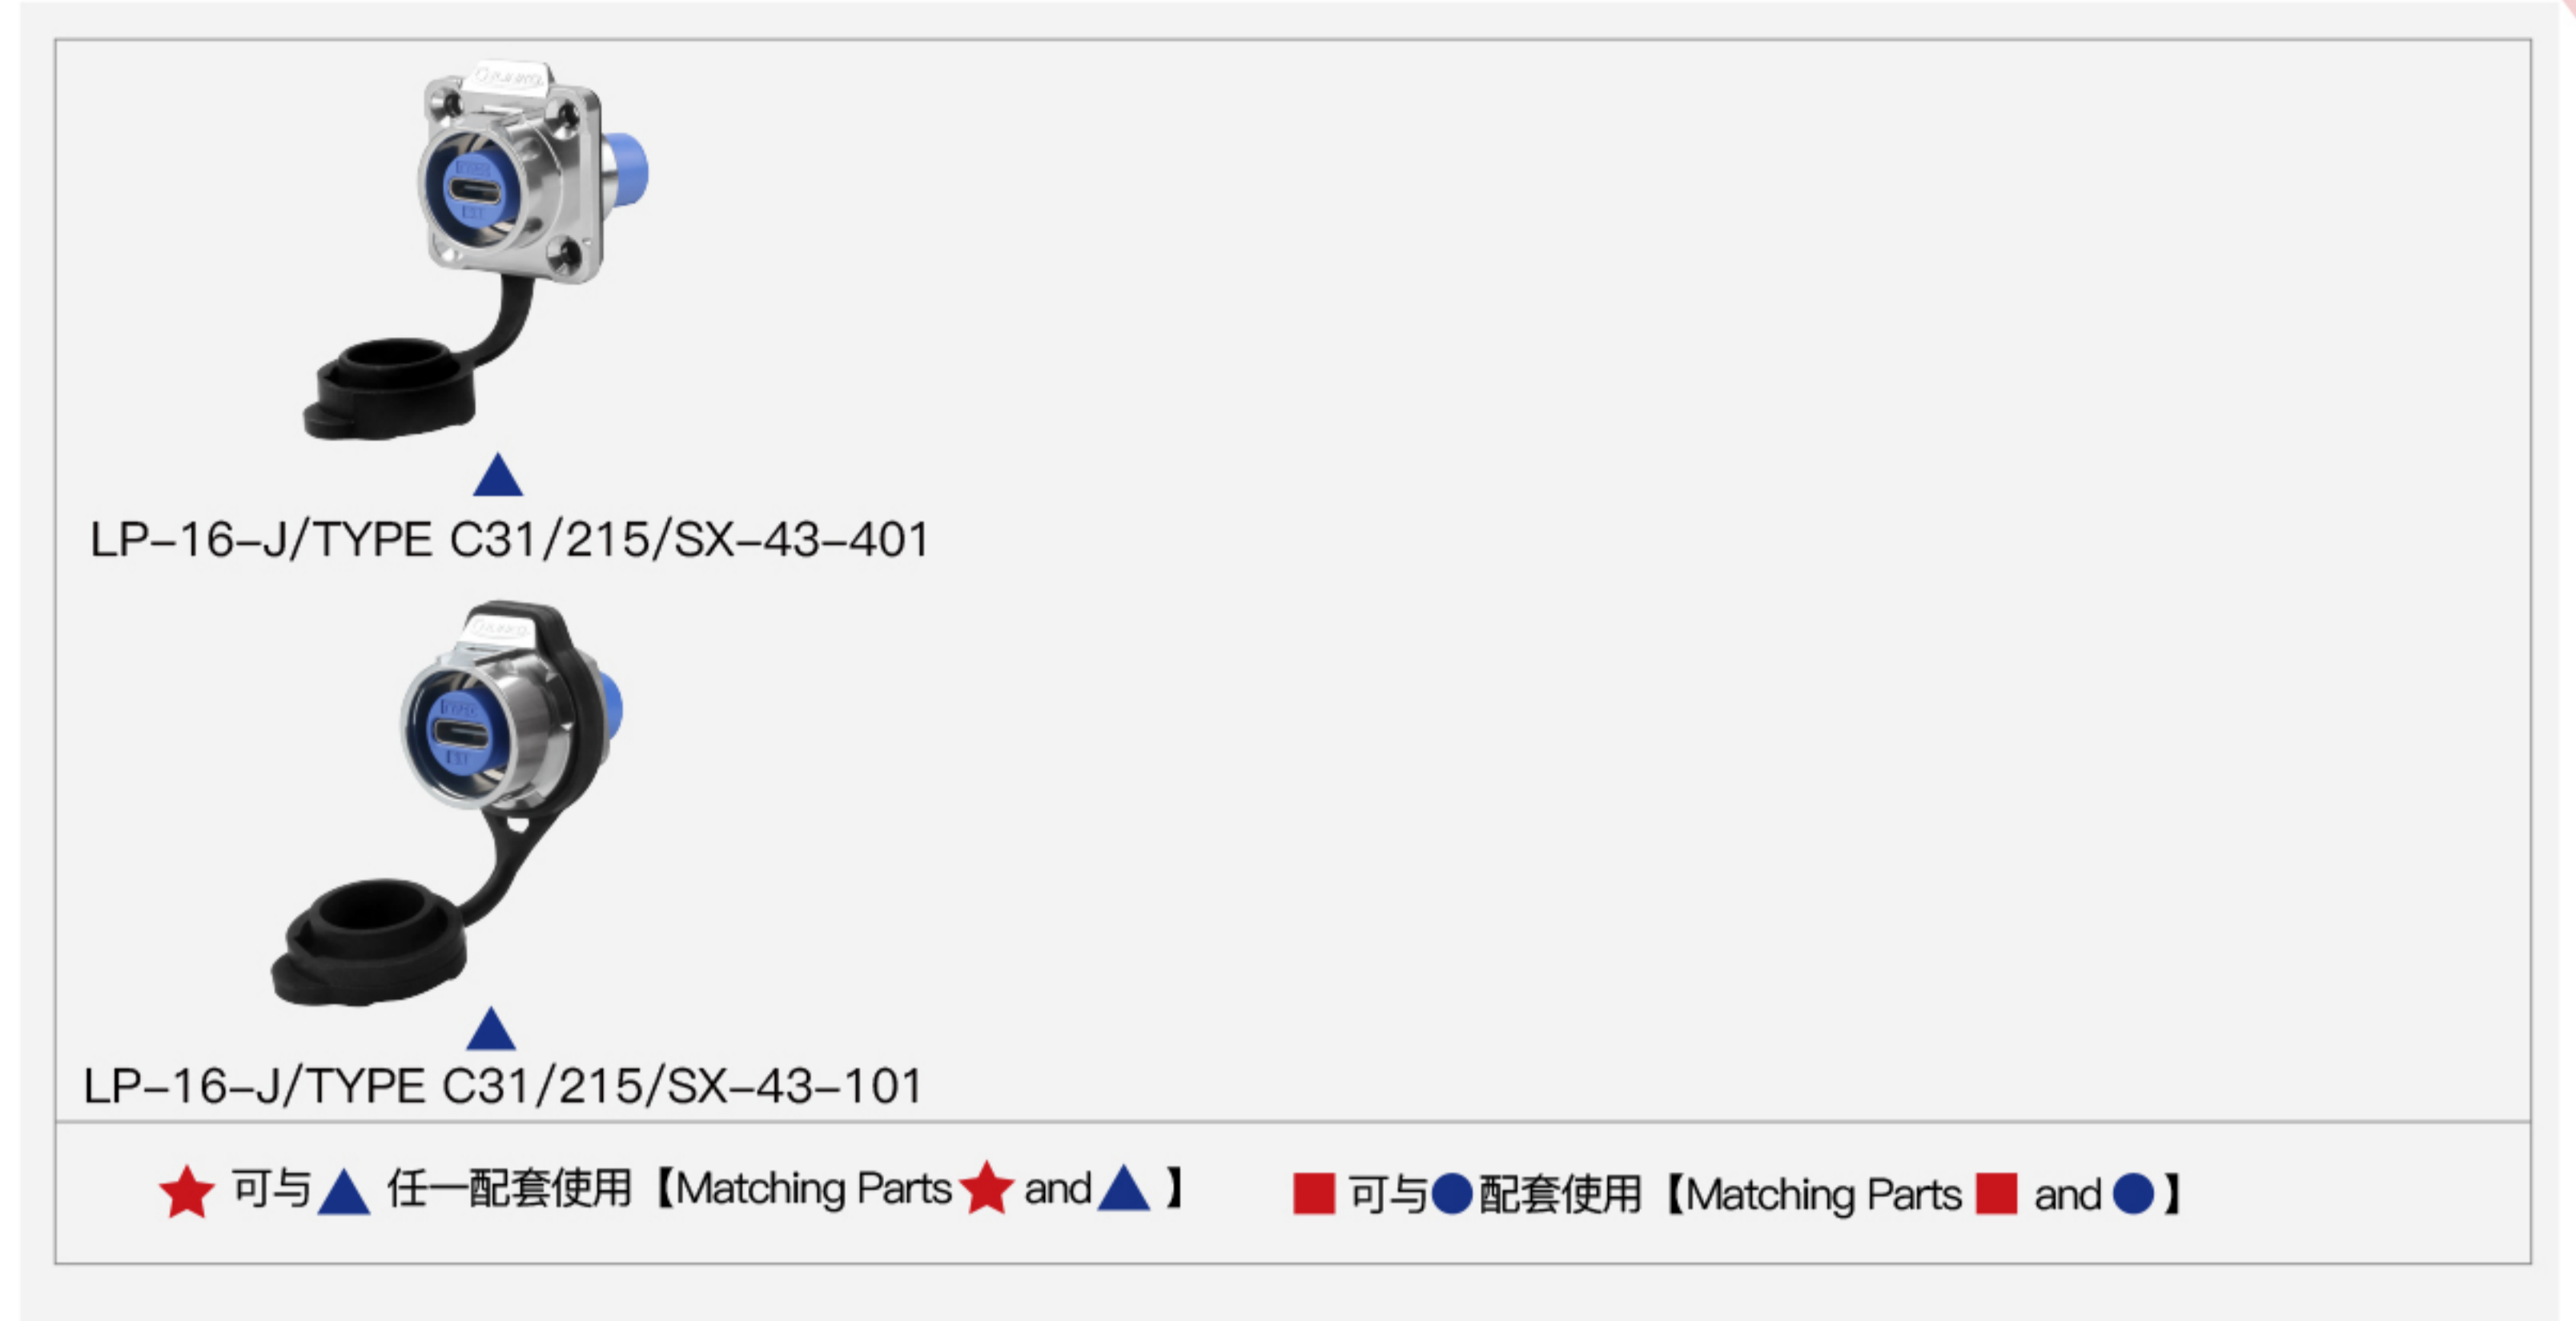 LP-16-J/TYPE C31/215/SX-43-401
LP-16-J/TYPE C31/215/SX-43-101
可与 任一配套使用【Matching Parts and 】
可与 配套使用【Matching Parts and 】